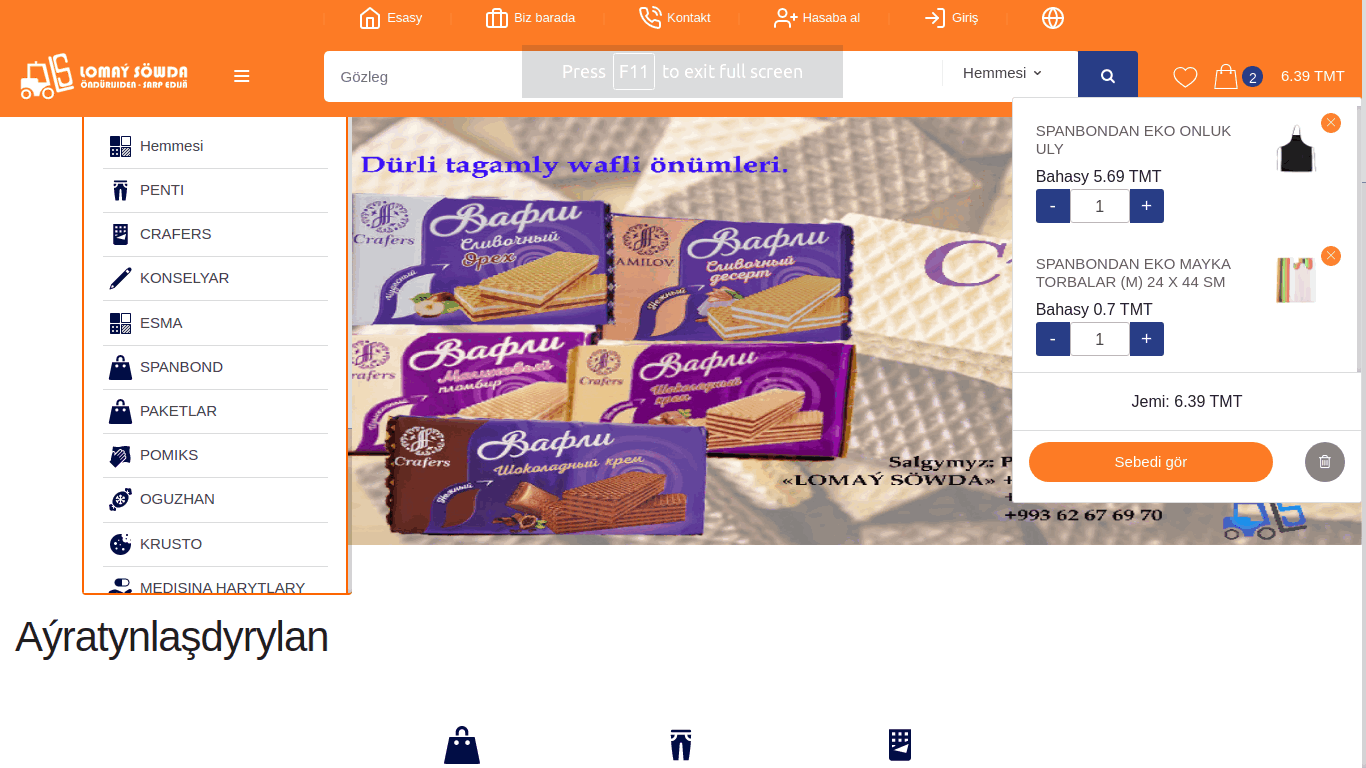 Esasy
Biz barada
Kontakt
Hasaba al
Giriş
LOMAÝ SÖWDA
ÖNDÜRIJIDEN - SARP EDIJÄ
Gözleg
Press F11 to exit full screen
Hemmesi
2
6.39 TMT
Hemmesi
PENTI
CRAFERS
KONSELYAR
ESMA
SPANBOND
PAKETLAR
POMIKS
OGUZHAN
KRUSTO
MEDISINA HARYTLARY
Dürli tagamly wafli önümleri.
Crafers
Вафли
Сливочный
Орех
Нежный
AMILOV
Вафли
Сливочный
десерт
Нежный
Вафли
пломбир
Crafers
Вафли
Шоколадный
крем
Нежный
Crafers
Вафли
Шоколадный крем
Нежный
Salgymyz: P
«LOMAÝ SÖWDA» +
+993 62 67 69 70
SPANBONDAN EKO ONLUK
ULY
Bahasy 5.69 TMT
- 1 +
SPANBONDAN EKO MAYKA
TORBALAR (M) 24 X 44 SM
Bahasy 0.7 TMT
- 1 +
Jemi: 6.39 TMT
Sebedi gör
Aýratynlaşdyrylan